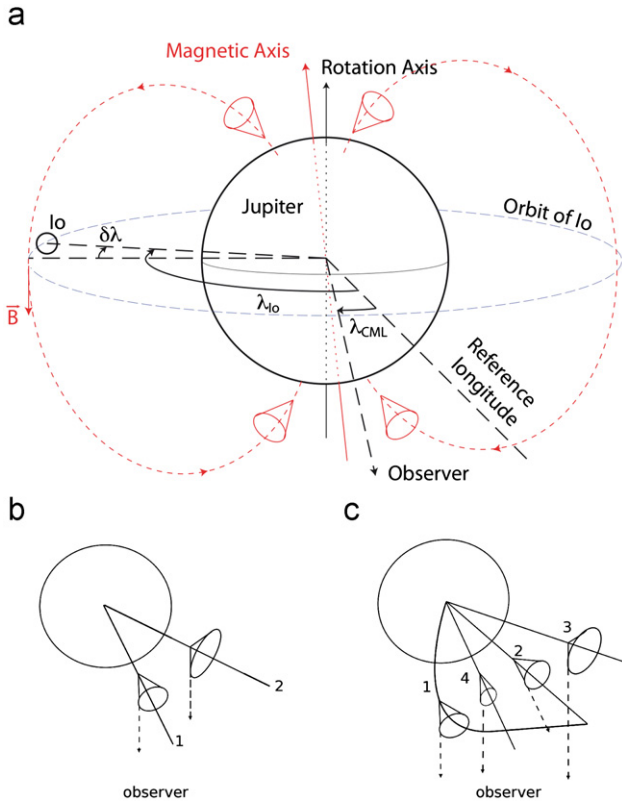 a
Magnetic Axis
Rotation Axis
Io
δλ
Jupiter
Orbit of Io
B
λIo
λCML
Reference
longitude
Observer
b
1
2
observer
c
1
4
2
3
observer